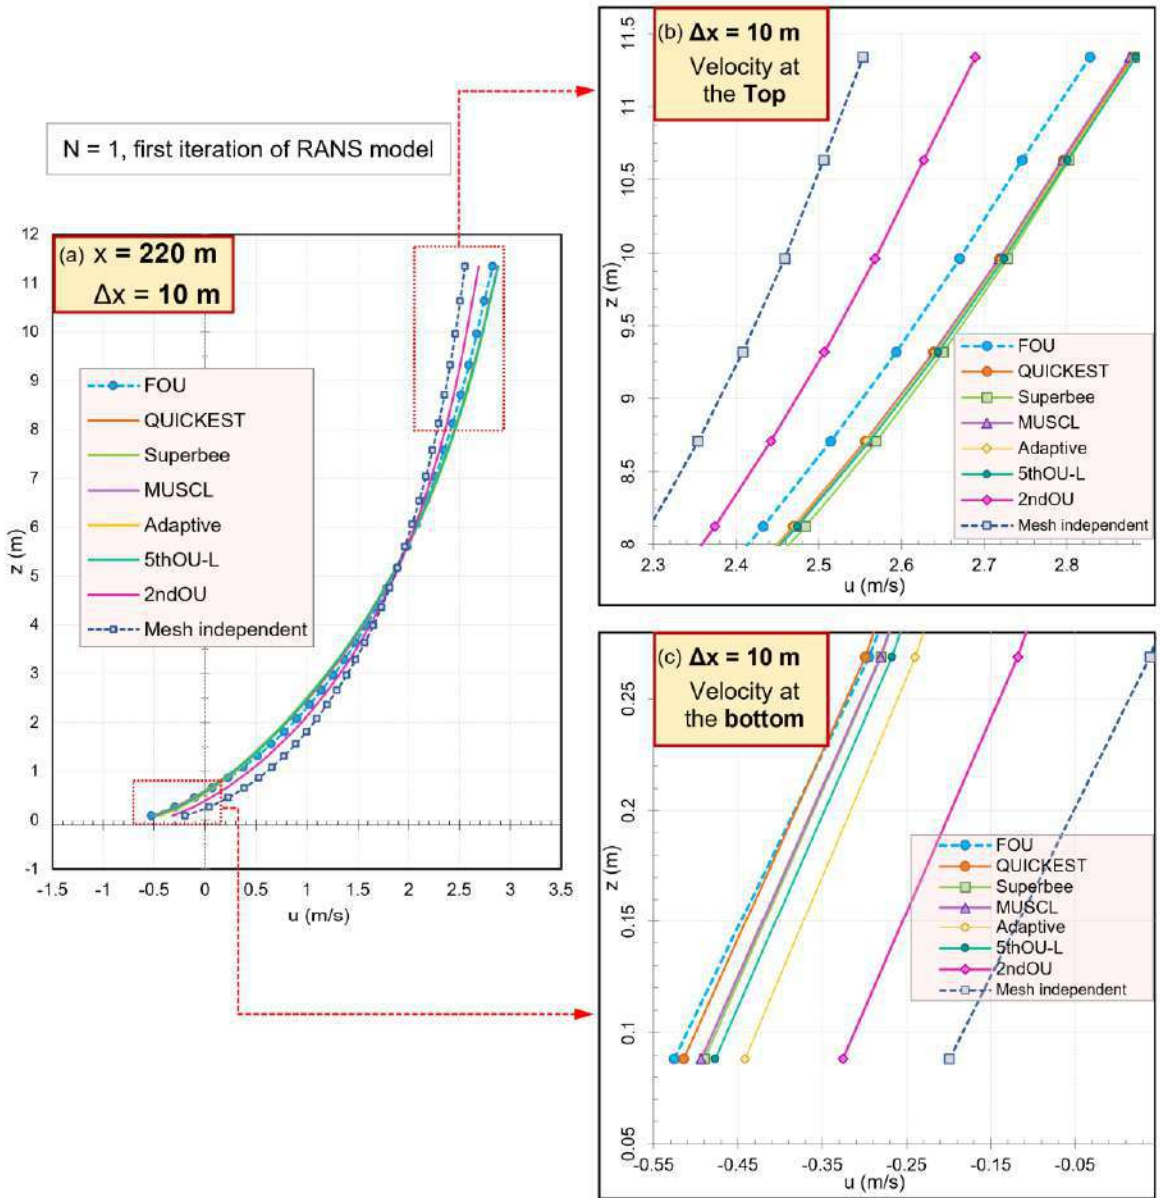 N = 1, first iteration of RANS model
(a) x = 220 m
Δx = 10 m
z (m)
12
11
10
9
8
7
6
5
4
3
2
1
0
-1
FOU
QUICKEST
Superbee
MUSCL
Adaptive
5thOU-L
2ndOU
Mesh independent
-1.5 -1 -0.5 0 0.5 1 1.5 2 2.5 3 3.5
u (m/s)
(b) Δx = 10 m
Velocity at
the Top
z (m)
11.5
11
10.5
10
9.5
9
8.5
8
FOU
QUICKEST
Superbee
MUSCL
Adaptive
5thOU-L
2ndOU
Mesh independent
2.3 2.4 2.5 2.6 2.7 2.8
u (m/s)
(c) Δx = 10 m
Velocity at
the bottom
z (m)
0.25
0.2
0.15
0.1
0.05
FOU
QUICKEST
Superbee
MUSCL
Adaptive
5thOU-L
2ndOU
Mesh independent
-0.55 -0.45 -0.35 -0.25 -0.15 -0.05
u (m/s)